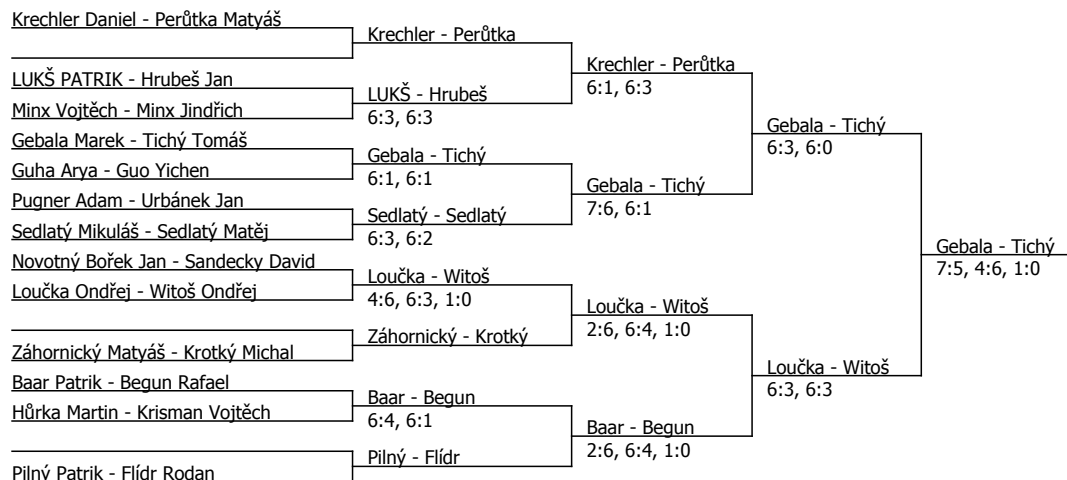 Krechler Daniel - Perůtka Matyáš
LUKŠ PATRIK - Hrubeš Jan
Minx Vojtěch - Minx Jindřich
Gebala Marek - Tichý Tomáš
Guha Arya - Guo Yichen
Pugner Adam - Urbánek Jan
Sedlatý Mikuláš - Sedlatý Matěj
Novotný Bořek Jan - Sandecky David
Loučka Ondřej - Witoš Ondřej
Záhornický Matyáš - Krotký Michal
Baar Patrik - Begun Rafael
Hůrka Martin - Krisman Vojtěch
Pilný Patrik - Flídr Rodan
Krechler - Perůtka
LUKŠ - Hrubeš
6:3, 6:3
Gebala - Tichý
6:1, 6:1
Sedlatý - Sedlatý
6:3, 6:2
Loučka - Witoš
4:6, 6:3, 1:0
Záhornický - Krotký
Baar - Begun
6:4, 6:1
Pilný - Flídr
Krechler - Perůtka
6:1, 6:3
Gebala - Tichý
7:6, 6:1
Loučka - Witoš
2:6, 6:4, 1:0
Baar - Begun
2:6, 6:4, 1:0
Gebala - Tichý
6:3, 6:0
Loučka - Witoš
6:3, 6:3
Gebala - Tichý
7:5, 4:6, 1:0